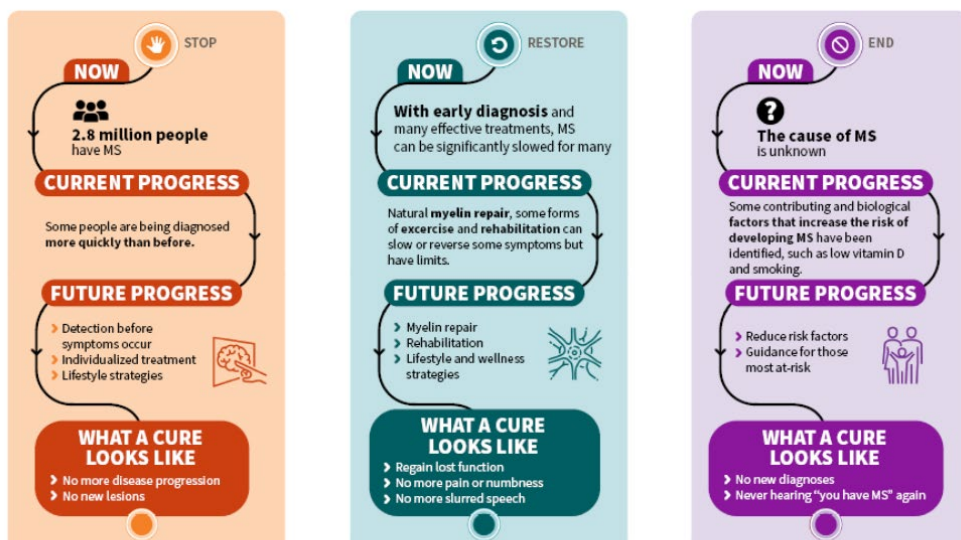 STOP
NOW
2.8 million people
have MS
CURRENT PROGRESS
Some people are being diagnosed
more quickly than before.
FUTURE PROGRESS
Detection before
symptoms occur
Individualized treatment
Lifestyle strategies
WHAT A CURE
LOOKS LIKE
No more disease progression
No new lesions
RESTORE
NOW
With early diagnosis and
many effective treatments, MS
can be significantly slowed for many
CURRENT PROGRESS
Natural myelin repair, some forms
of excercise and rehabilitation can
slow or reverse some symptoms but
have limits.
FUTURE PROGRESS
Myelin repair
Rehabilitation
Lifestyle and wellness
strategies
WHAT A CURE
LOOKS LIKE
Regain lost function
No more pain or numbness
No more slurred speech
END
NOW
?
The cause of MS
is unknown
CURRENT PROGRESS
Some contributing and biological
factors that increase the risk of
developing MS have been
identified, such as low vitamin D
and smoking.
FUTURE PROGRESS
Reduce risk factors
Guidance for those
most at-risk
WHAT A CURE
LOOKS LIKE
No new diagnoses
Never hearing “you have MS” again